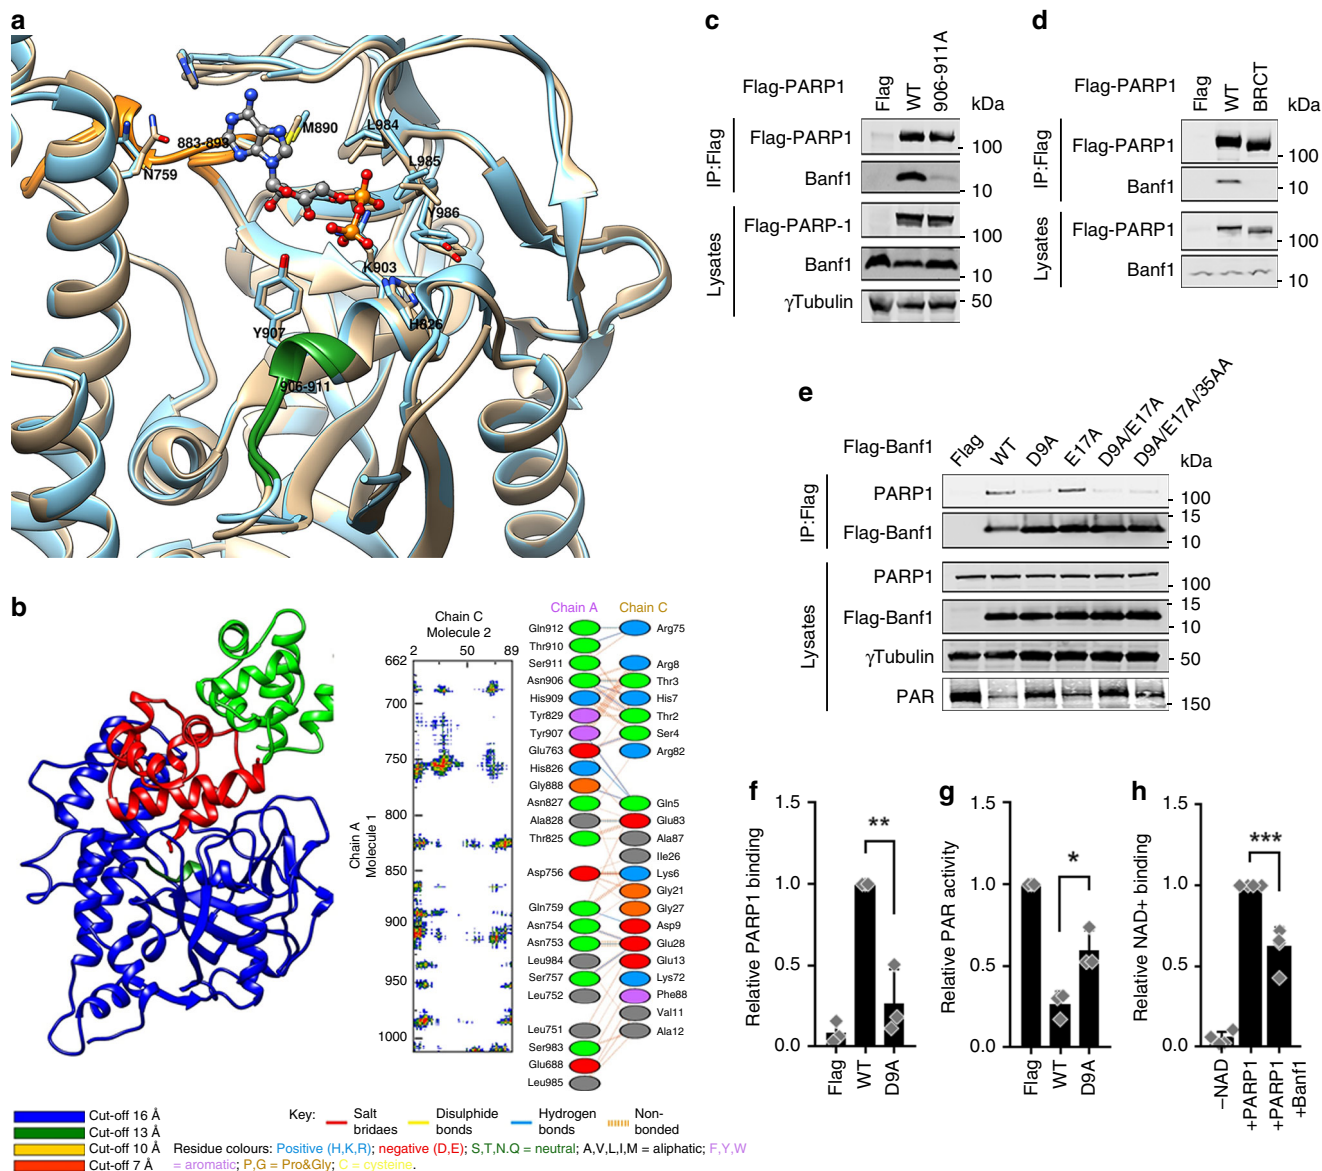 a
M890
L984
883-893
L985
N759
Y986
K903
H826
Y907
906-911
b
Chain C
Molecule 2
2 50 89
662
700
750
800
850
900
950
1000
Chain A
Molecule 1
Chain A Chain C
Gln912 Arg75
Thr910
Ser911 Arg8
Asn906 Thr3
His909 His7
Tyr829 Thr2
Tyr907 Ser4
Glu763 Arg82
His826
Gly888
Asn827 Gln5
Ala828 Glu83
Thr825 Ala87
Ile26
Asp756 Lys6
Gly21
Gln759 Gly27
Asn754 Asp9
Asn753 Glu28
Leu984 Glu13
Ser757 Lys72
Leu752 Phe88
Val11
Leu751 Ala12
Ser983
Glu688
Leu985
Cut-off 16 Å
Cut-off 13 Å
Cut-off 10 Å
Cut-off 7 Å
Key: Salt bridaes Disulphide bonds Hydrogen bonds Non-bonded
Residue colours: Positive (H,K,R); negative (D,E); S,T,N.Q = neutral; A,V,L,I,M = aliphatic; F,Y,W
= aromatic; P,G = Pro&Gly; C = cysteine.
c
Flag-PARP1 Flag WT 906-911A kDa
IP:Flag
Flag-PARP1 100
Banf1 10
Lysates
Flag-PARP-1 100
Banf1 10
γTubulin 50
d
Flag-PARP1 Flag WT BRCT kDa
IP:Flag
Flag-PARP1 100
Banf1 10
Lysates
Flag-PARP1 100
Banf1 10
e
Flag-Banf1 Flag WT D9A E17A D9A/E17A D9A/E17A/35AA kDa
IP:Flag
PARP1 100
Flag-Banf1 15 10
Lysates
PARP1 100
Flag-Banf1 15 10
γTubulin 50
PAR 150
f
Relative PARP1 binding
1.5
1.0
0.5
0.0
**
Flag WT D9A
g
Relative PAR activity
1.5
1.0
0.5
0.0
*
Flag WT D9A
h
Relative NAD+ binding
1.5
1.0
0.5
0.0
***
–NAD
+PARP1
+PARP1
+Banf1